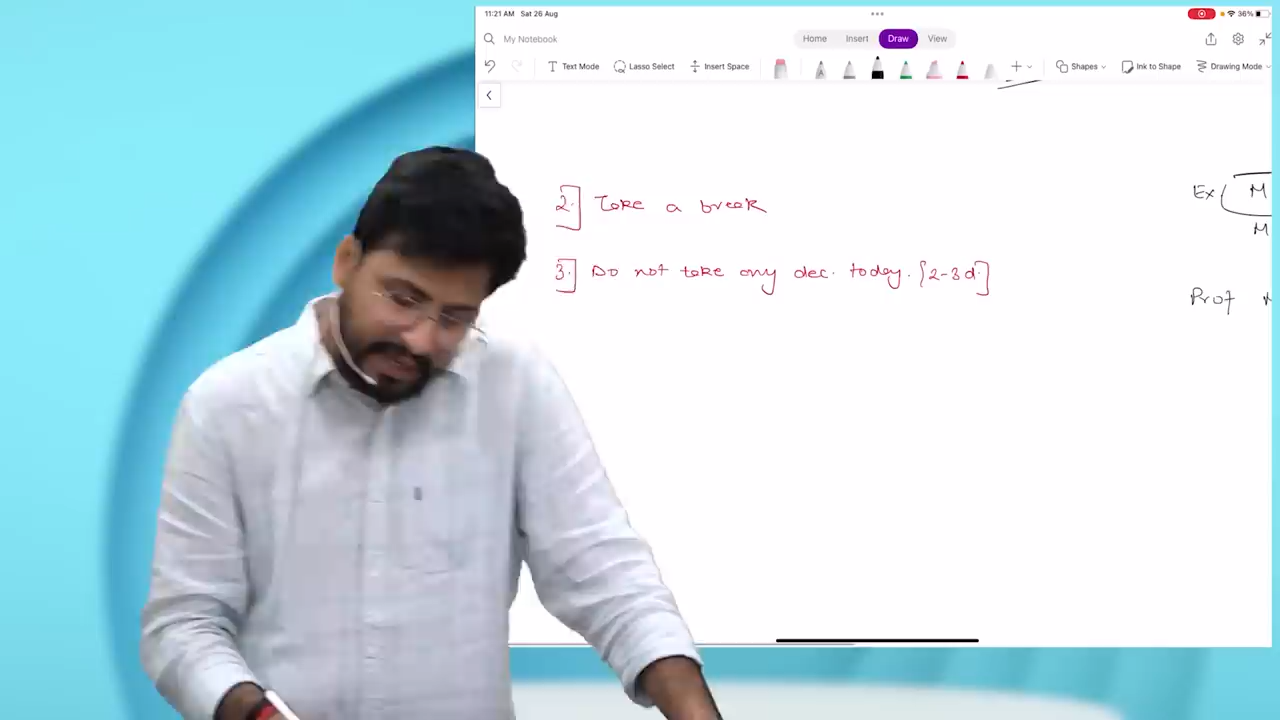 11:21 AM Sat 26 Aug
36%
My Notebook
Home Insert Draw View
Text Mode Lasso Select Insert Space Shapes Ink to Shape Drawing Mode
2.] Take a break
Ex M
M
3.] Do not take any dec. today. [2-3 d.]
Prof